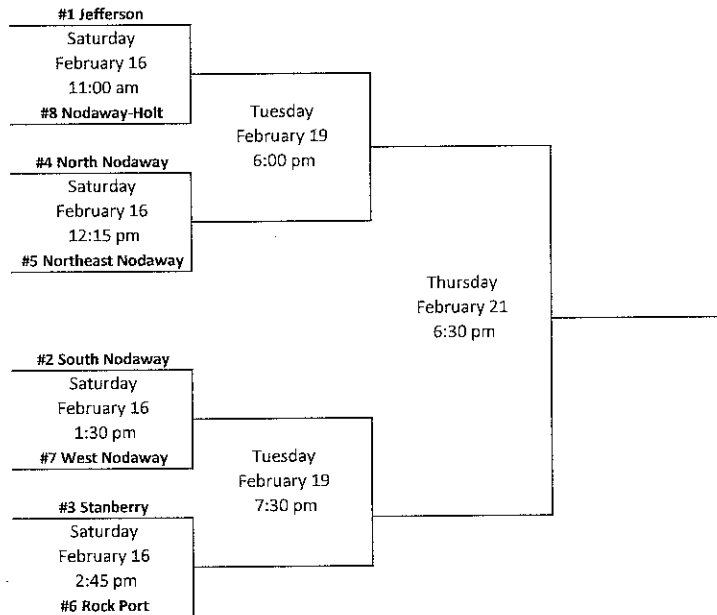 #1 Jefferson
Saturday
February 16
11:00 am
#8 Nodaway-Holt
Tuesday
February 19
6:00 pm
#4 North Nodaway
Saturday
February 16
12:15 pm
#5 Northeast Nodaway
Thursday
February 21
6:30 pm
#2 South Nodaway
Saturday
February 16
1:30 pm
#7 West Nodaway
Tuesday
February 19
7:30 pm
#3 Stanberry
Saturday
February 16
2:45 pm
#6 Rock Port